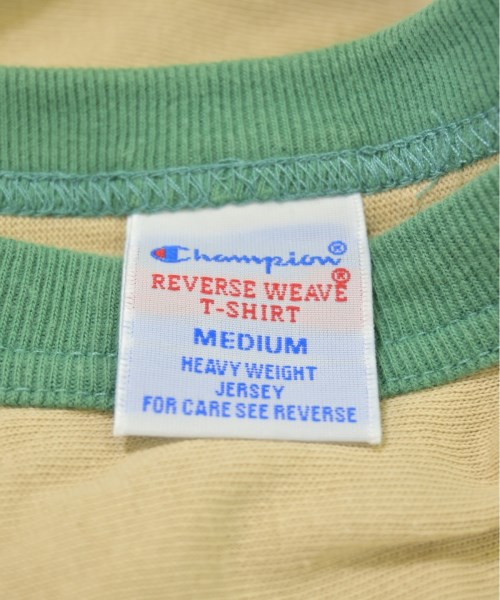 Champion®
REVERSE WEAVE®
T-SHIRT
MEDIUM
HEAVY WEIGHT
JERSEY
FOR CARE SEE REVERSE